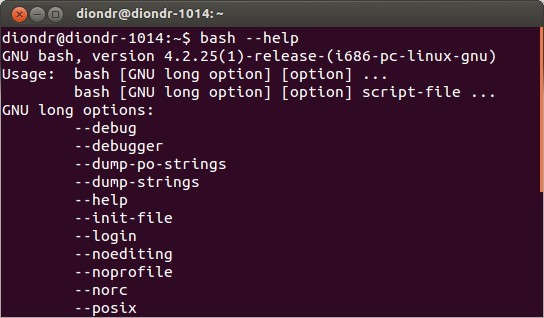 diondr@diondr-1014: ~
diondr@diondr-1014:~$ bash --help
GNU bash, version 4.2.25(1)-release-(i686-pc-linux-gnu)
Usage:  bash [GNU long option] [option] ...
        bash [GNU long option] [option] script-file ...
GNU long options:
        --debug
        --debugger
        --dump-po-strings
        --dump-strings
        --help
        --init-file
        --login
        --noediting
        --noprofile
        --norc
        --posix